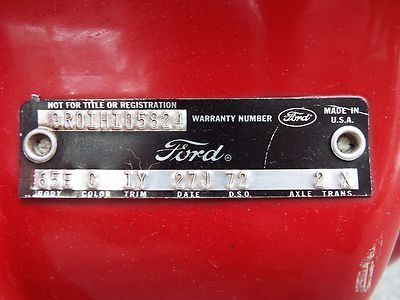 NOT FOR TITLE OR REGISTRATION
9R01H105824 WARRANTY NUMBER Ford MADE IN U.S.A.
Ford
65E C 1Y 27J 72 2 X
BODY COLOR TRIM DATE D.S.O. AXLE TRANS.